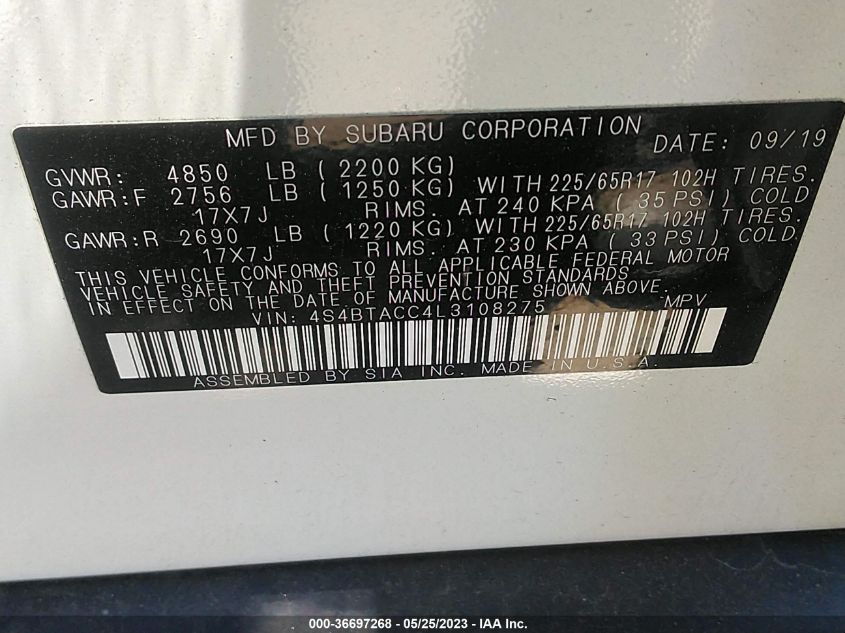 MFD BY SUBARU CORPORATION DATE: 09/19
GVWR: 4850 LB ( 2200 KG)
GAWR:F 2756 LB ( 1250 KG) WITH 225/65R17 102H TIRES.
17X7J RIMS. AT 240 KPA ( 35 PSI) COLD
GAWR:R 2690 LB ( 1220 KG) WITH 225/65R17 102H TIRES.
17X7J RIMS. AT 230 KPA ( 33 PSI) COLD
THIS VEHICLE CONFORMS TO ALL APPLICABLE FEDERAL MOTOR
VEHICLE SAFETY AND THEFT PREVENTION STANDARDS
IN EFFECT ON THE DATE OF MANUFACTURE SHOWN ABOVE.
VIN: 4S4BTACC4L3108275 MPV
ASSEMBLED BY SIA INC. MADE IN U.S.A.
000-36697268 - 05/25/2023 - IAA Inc.